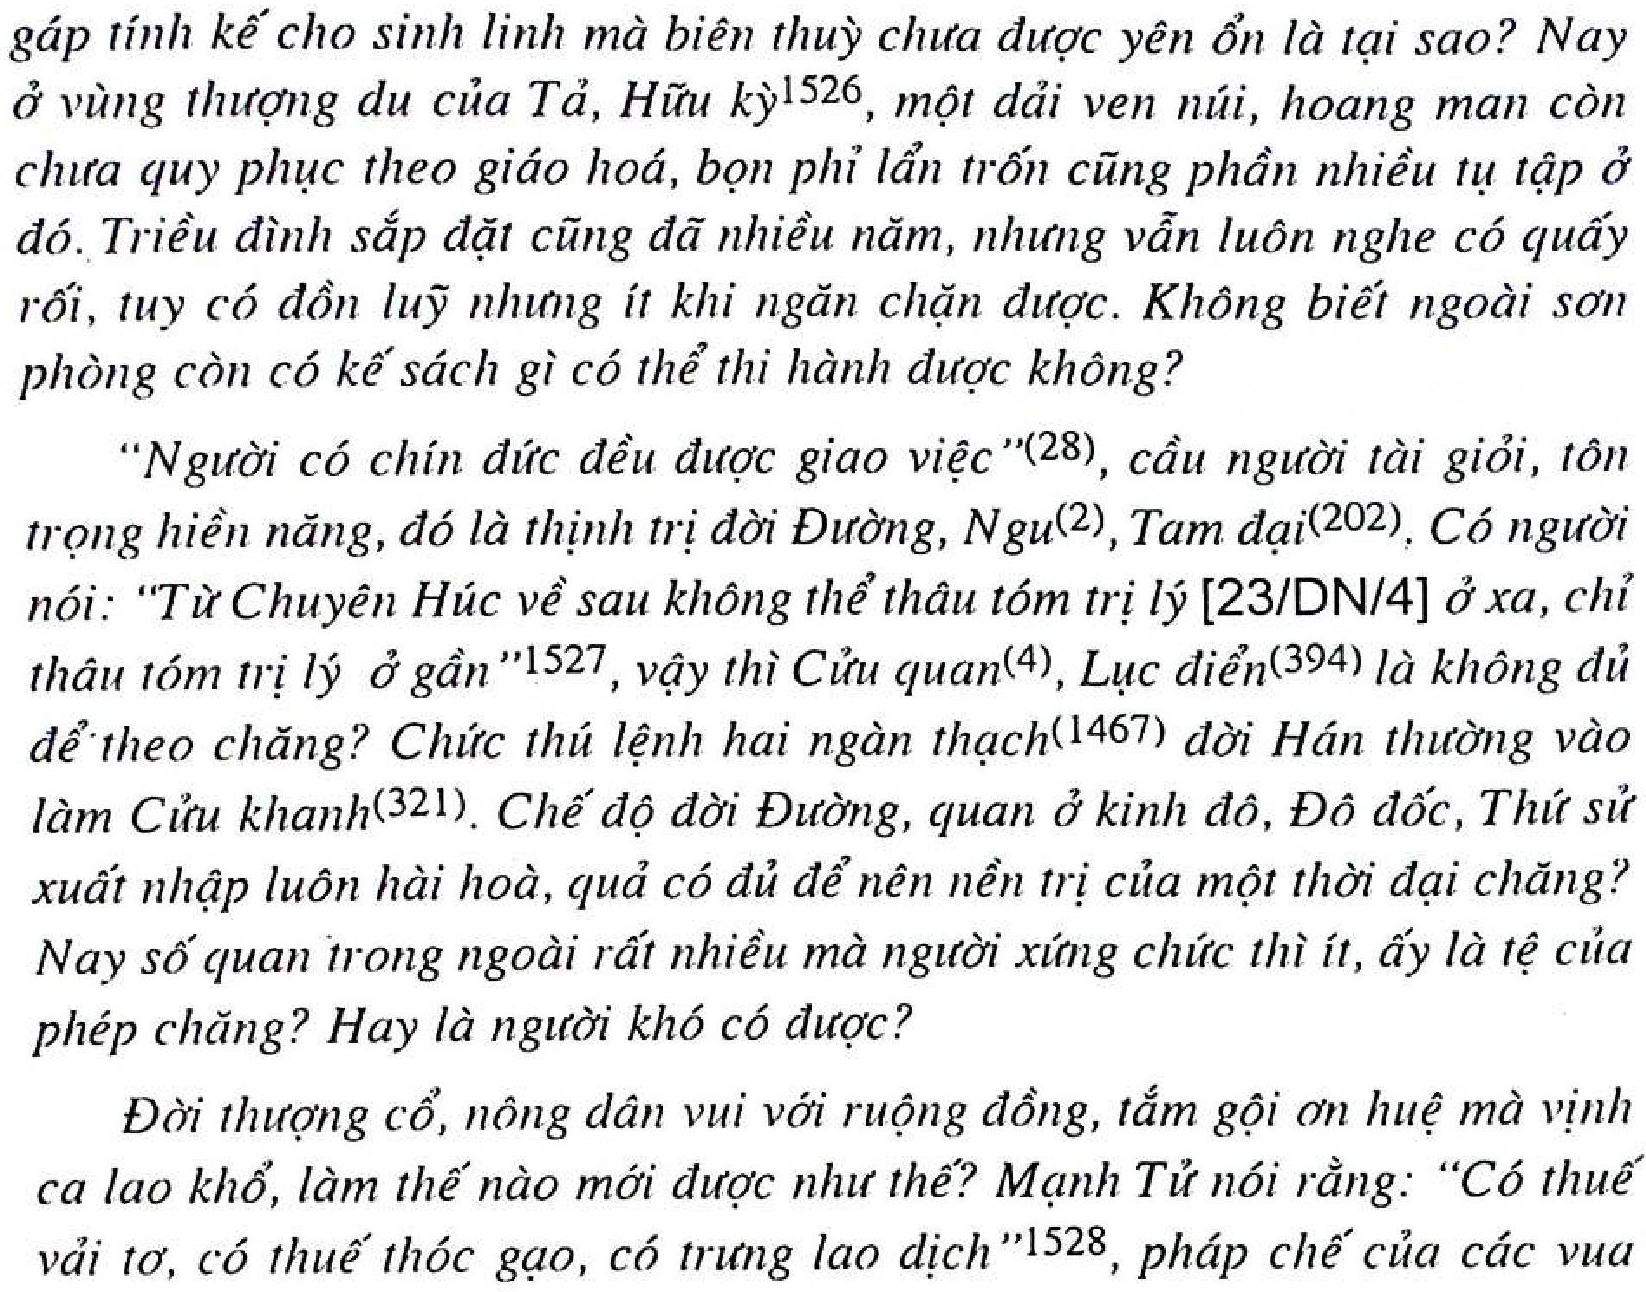 gáp tính kế cho sinh linh mà biên thuỳ chưa được yên ổn là tại sao? Nay
ở vùng thượng du của Tả, Hữu kỳ1526, một dải ven núi, hoang man còn
chưa quy phục theo giáo hoá, bọn phỉ lẩn trốn cũng phần nhiều tụ tập ở
đó. Triều đình sắp đặt cũng đã nhiều năm, nhưng vẫn luôn nghe có quấy
rối, tuy có đồn luỹ nhưng ít khi ngăn chặn được. Không biết ngoài sơn
phòng còn có kế sách gì có thể thi hành được không?
“Người có chín đức đều được giao việc”(28), cầu người tài giỏi, tôn
trọng hiền năng, đó là thịnh trị đời Đường, Ngu(2), Tam đại(202). Có người
nói: “Từ Chuyên Húc về sau không thể thâu tóm trị lý [23/DN/4] ở xa, chỉ
thâu tóm trị lý ở gần”1527, vậy thì Cửu quan(4), Lục điển(394) là không đủ
để theo chăng? Chức thú lệnh hai ngàn thạch(1467) đời Hán thường vào
làm Cửu khanh(321). Chế độ đời Đường, quan ở kinh đô, Đô đốc, Thứ sử
xuất nhập luôn hài hoà, quả có đủ để nên nền trị của một thời đại chăng?
Nay số quan trong ngoài rất nhiều mà người xứng chức thì ít, ấy là tệ của
phép chăng? Hay là người khó có được?
Đời thượng cổ, nông dân vui với ruộng đồng, tắm gội ơn huệ mà vịnh
ca lao khổ, làm thế nào mới được như thế? Mạnh Tử nói rằng: “Có thuế
vải tơ, có thuế thóc gạo, có trưng lao dịch”1528, pháp chế của các vua